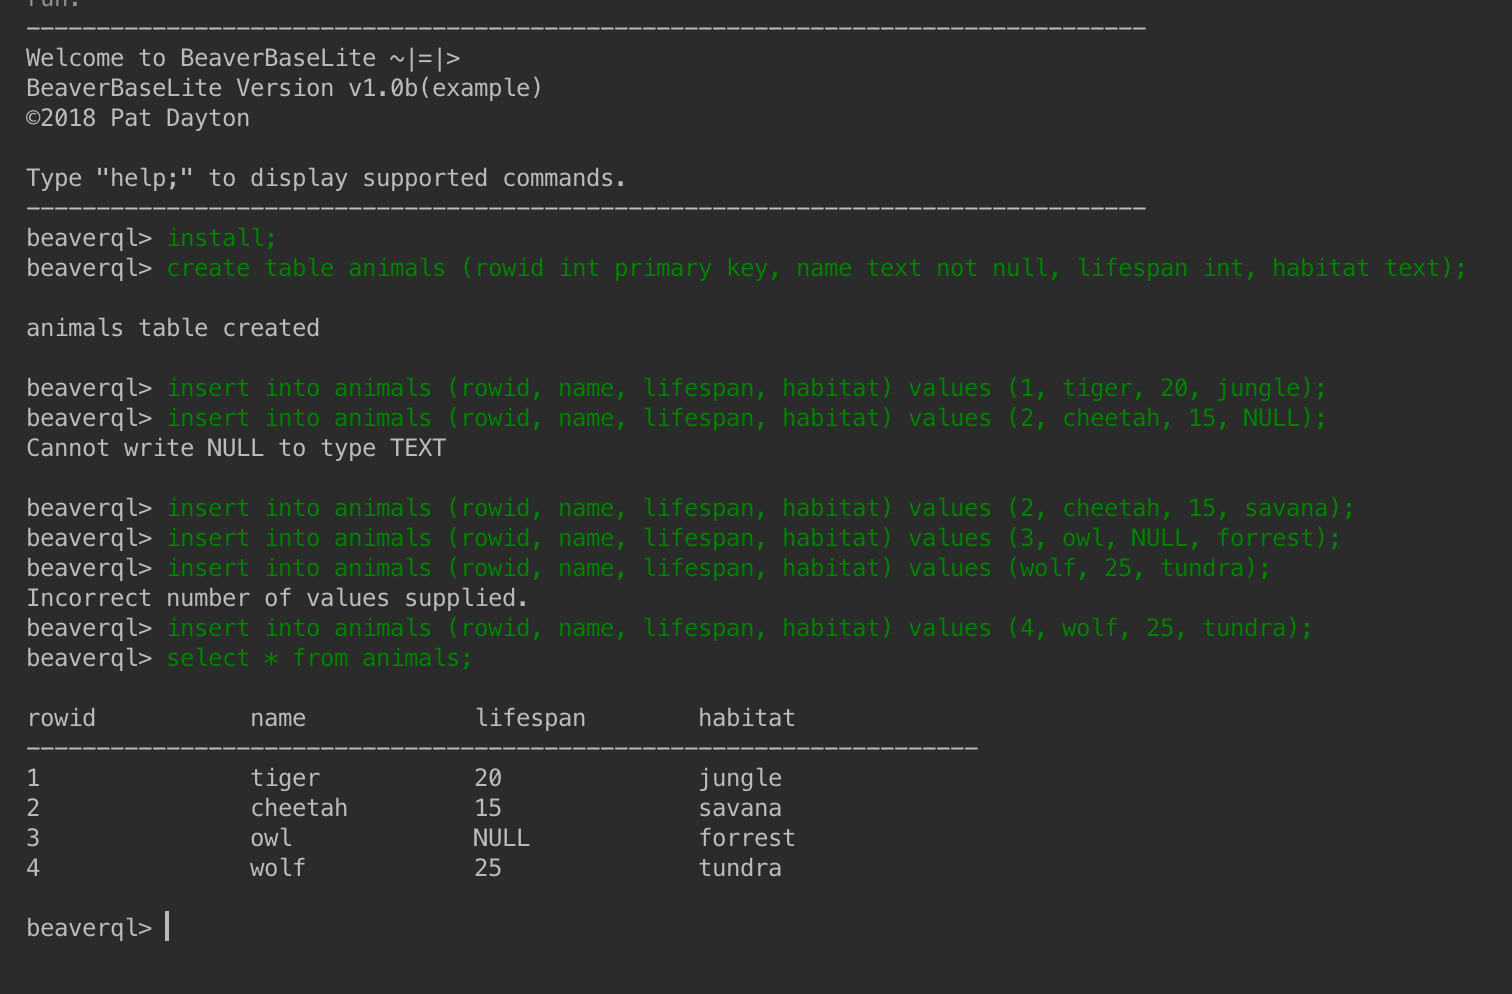 run:
--------------------------------------------------------------------------------
Welcome to BeaverBaseLite ~|=|>
BeaverBaseLite Version v1.0b(example)
©2018 Pat Dayton
Type "help;" to display supported commands.
--------------------------------------------------------------------------------
beaverql> install;
beaverql> create table animals (rowid int primary key, name text not null, lifespan int, habitat text);
animals table created
beaverql> insert into animals (rowid, name, lifespan, habitat) values (1, tiger, 20, jungle);
beaverql> insert into animals (rowid, name, lifespan, habitat) values (2, cheetah, 15, NULL);
Cannot write NULL to type TEXT
beaverql> insert into animals (rowid, name, lifespan, habitat) values (2, cheetah, 15, savana);
beaverql> insert into animals (rowid, name, lifespan, habitat) values (3, owl, NULL, forrest);
beaverql> insert into animals (rowid, name, lifespan, habitat) values (wolf, 25, tundra);
Incorrect number of values supplied.
beaverql> insert into animals (rowid, name, lifespan, habitat) values (4, wolf, 25, tundra);
beaverql> select * from animals;
rowid name lifespan habitat
--------------------------------------------------------------------
1 tiger 20 jungle
2 cheetah 15 savana
3 owl NULL forrest
4 wolf 25 tundra
beaverql>